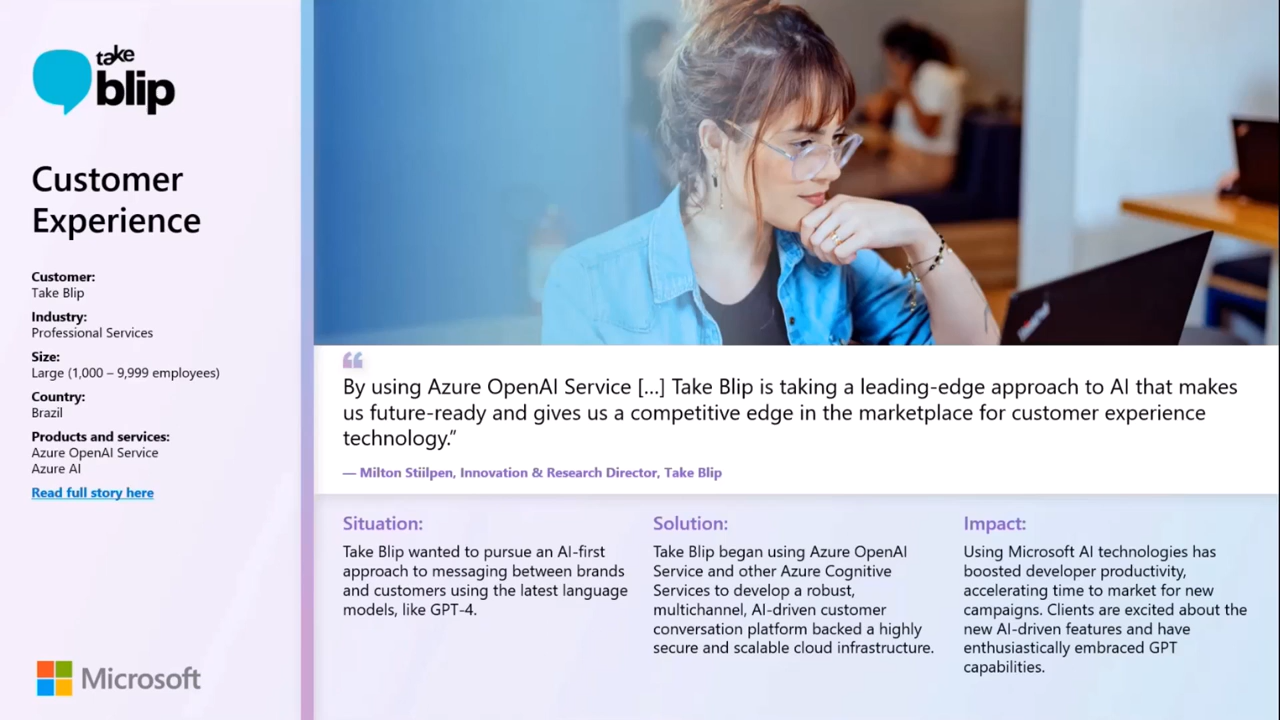 take
blip
Customer
Experience
Customer:
Take Blip
Industry:
Professional Services
Size:
Large (1,000 – 9,999 employees)
Country:
Brazil
Products and services:
Azure OpenAI Service
Azure AI
Read full story here
Microsoft
“
By using Azure OpenAI Service [...] Take Blip is taking a leading-edge approach to AI that makes
us future-ready and gives us a competitive edge in the marketplace for customer experience
technology.”
— Milton Stiilpen, Innovation & Research Director, Take Blip
Situation:
Take Blip wanted to pursue an AI-first
approach to messaging between brands
and customers using the latest language
models, like GPT-4.
Solution:
Take Blip began using Azure OpenAI
Service and other Azure Cognitive
Services to develop a robust,
multichannel, AI-driven customer
conversation platform backed a highly
secure and scalable cloud infrastructure.
Impact:
Using Microsoft AI technologies has
boosted developer productivity,
accelerating time to market for new
campaigns. Clients are excited about the
new AI-driven features and have
enthusiastically embraced GPT
capabilities.